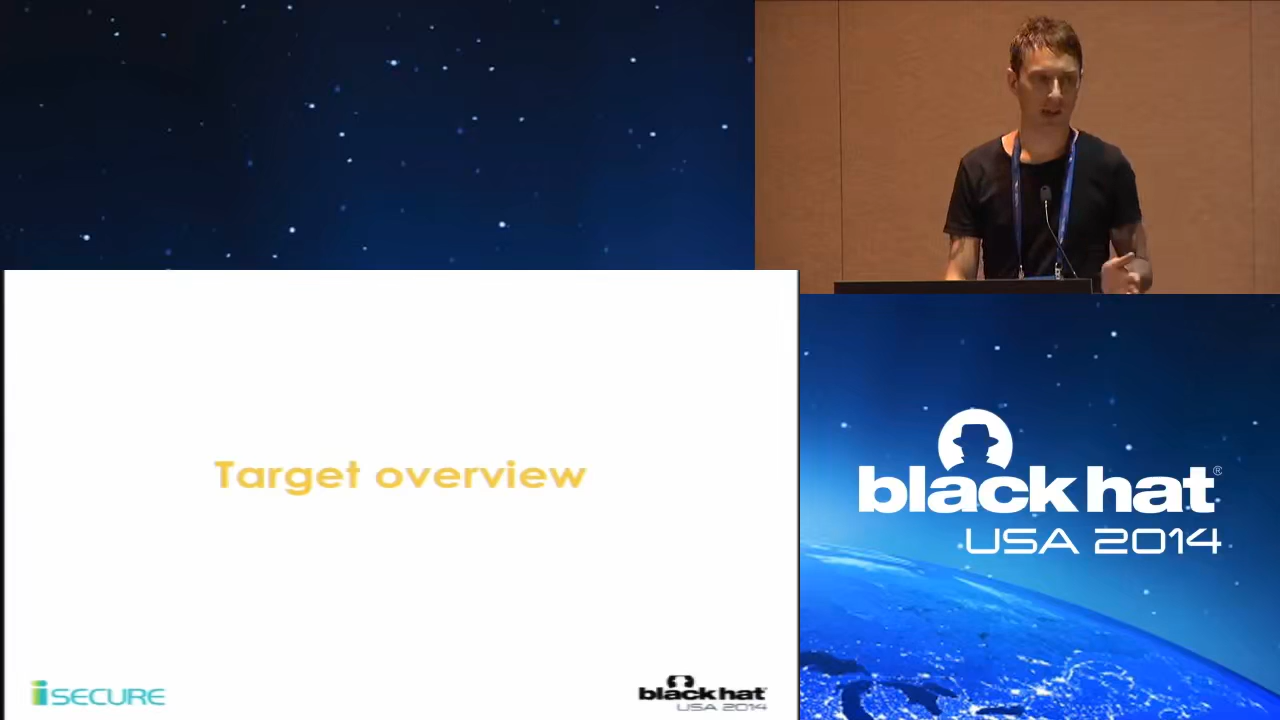 Target overview
iSECURE
black hat
USA 2014
black hat®
USA 2014